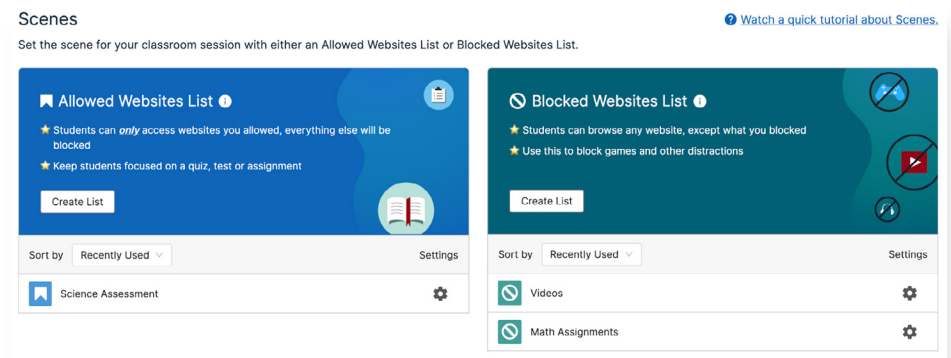 Scenes
Watch a quick tutorial about Scenes.
Set the scene for your classroom session with either an Allowed Websites List or Blocked Websites List.
Allowed Websites List
Students can only access websites you allowed, everything else will be
blocked
Keep students focused on a quiz, test or assignment
Create List
Sort by Recently Used Settings
Science Assessment
Blocked Websites List
Students can browse any website, except what you blocked
Use this to block games and other distractions
Create List
Sort by Recently Used Settings
Videos
Math Assignments